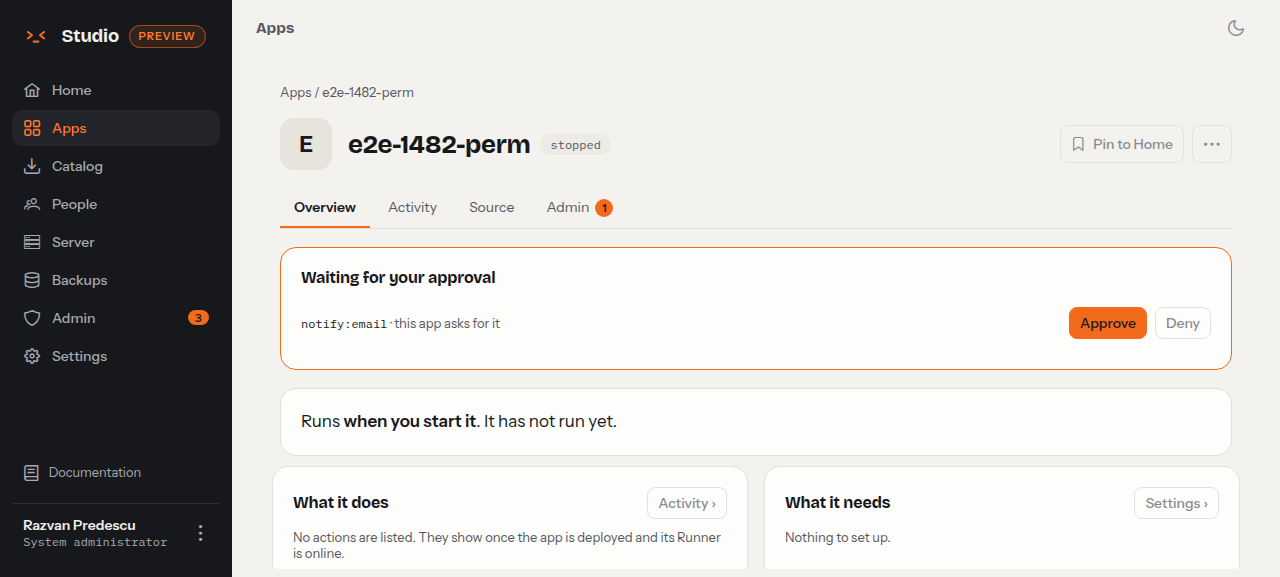 Studio PREVIEW
Apps
Home
Apps
Catalog
People
Server
Backups
Admin 3
Settings
Documentation
Razvan Predescu
System administrator
Apps / e2e-1482-perm
E
e2e-1482-perm stopped
Pin to Home
Overview Activity Source Admin 1
Waiting for your approval
notify:email · this app asks for it
Approve Deny
Runs when you start it. It has not run yet.
What it does
Activity ›
No actions are listed. They show once the app is deployed and its Runner
is online.
What it needs
Settings ›
Nothing to set up.